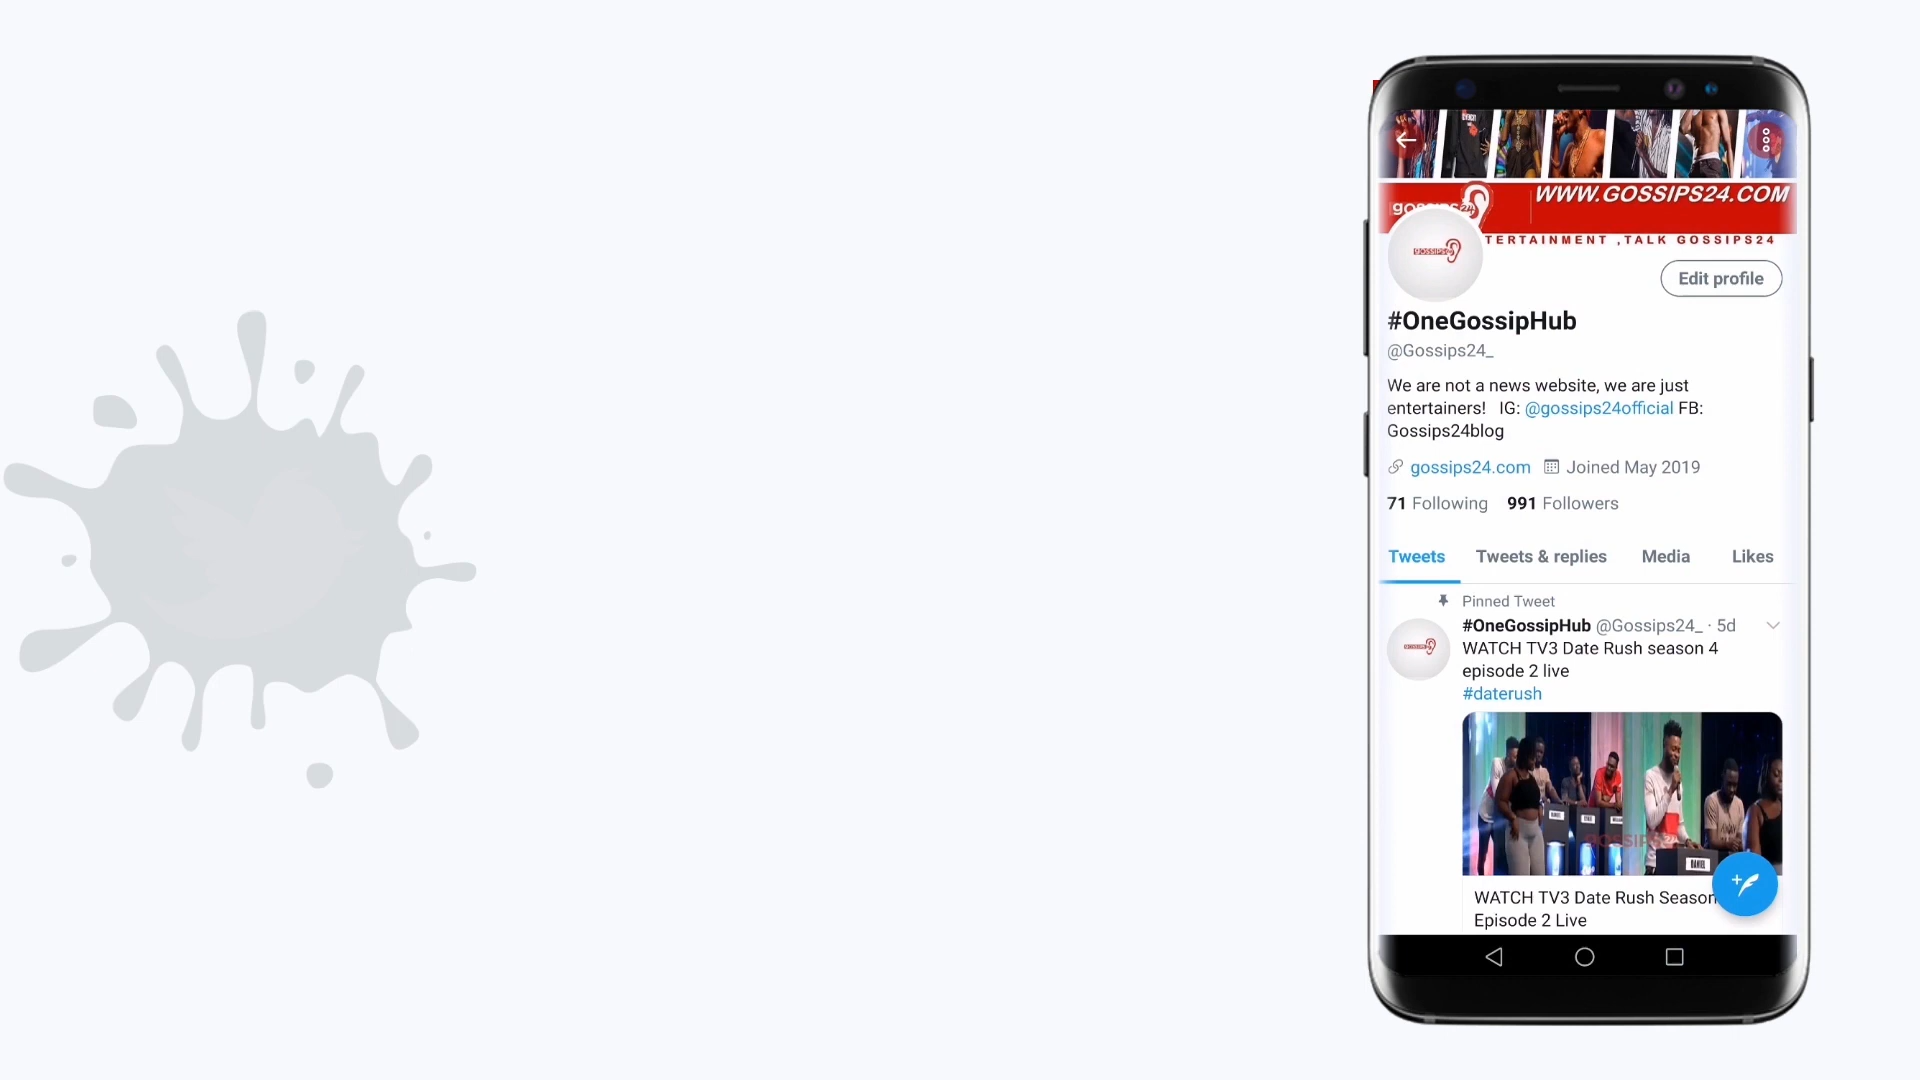 WWW.GOSSIPS24.COM
TERTAINMENT ,TALK GOSSIPS24
GOSSIPS24
Edit profile
#OneGossipHub
@Gossips24_
We are not a news website, we are just
entertainers! IG: @gossips24official FB:
Gossips24blog
gossips24.com Joined May 2019
71 Following 991 Followers
Tweets Tweets & replies Media Likes
Pinned Tweet
#OneGossipHub @Gossips24_ · 5d
WATCH TV3 Date Rush season 4
episode 2 live
#daterush
GOSSIPS24
DANIEL
WATCH TV3 Date Rush Season
Episode 2 Live